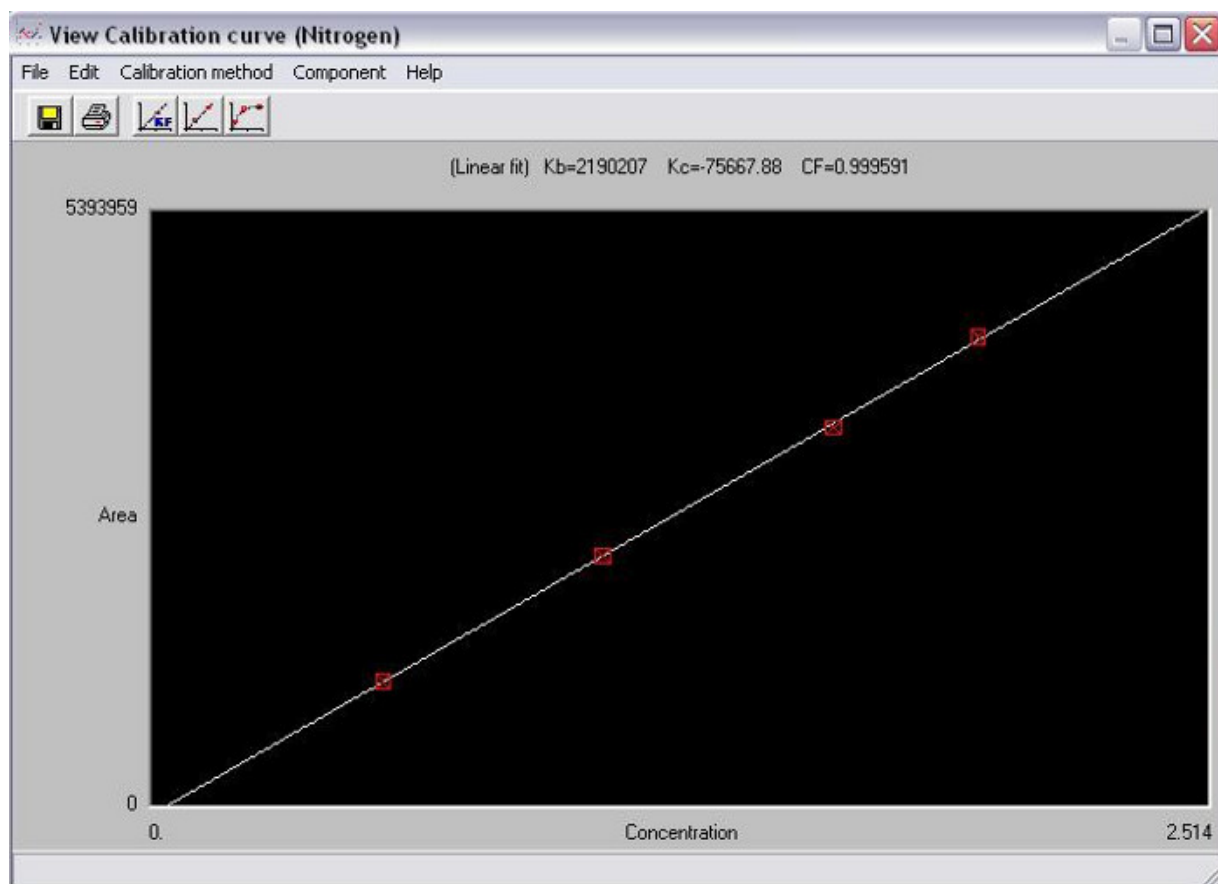 View Calibration curve (Nitrogen)
File Edit Calibration method Component Help
KF
(Linear fit) Kb=2190207 Kc=-75667.88 CF=0.999591
5393959
Area
0
0. Concentration 2.514